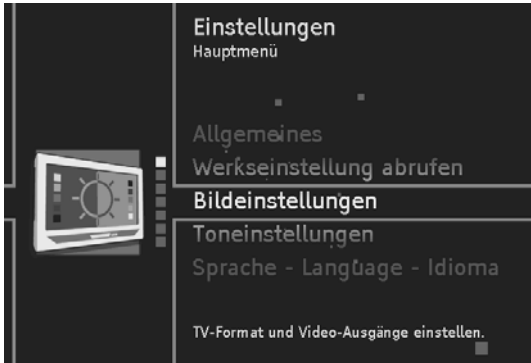 Einstellungen
Hauptmenü
Allgemeines
Werkseinstellung abrufen
Bildeinstellungen
Toneinstellungen
Sprache - Language - Idioma
TV-Format und Video-Ausgänge einstellen.